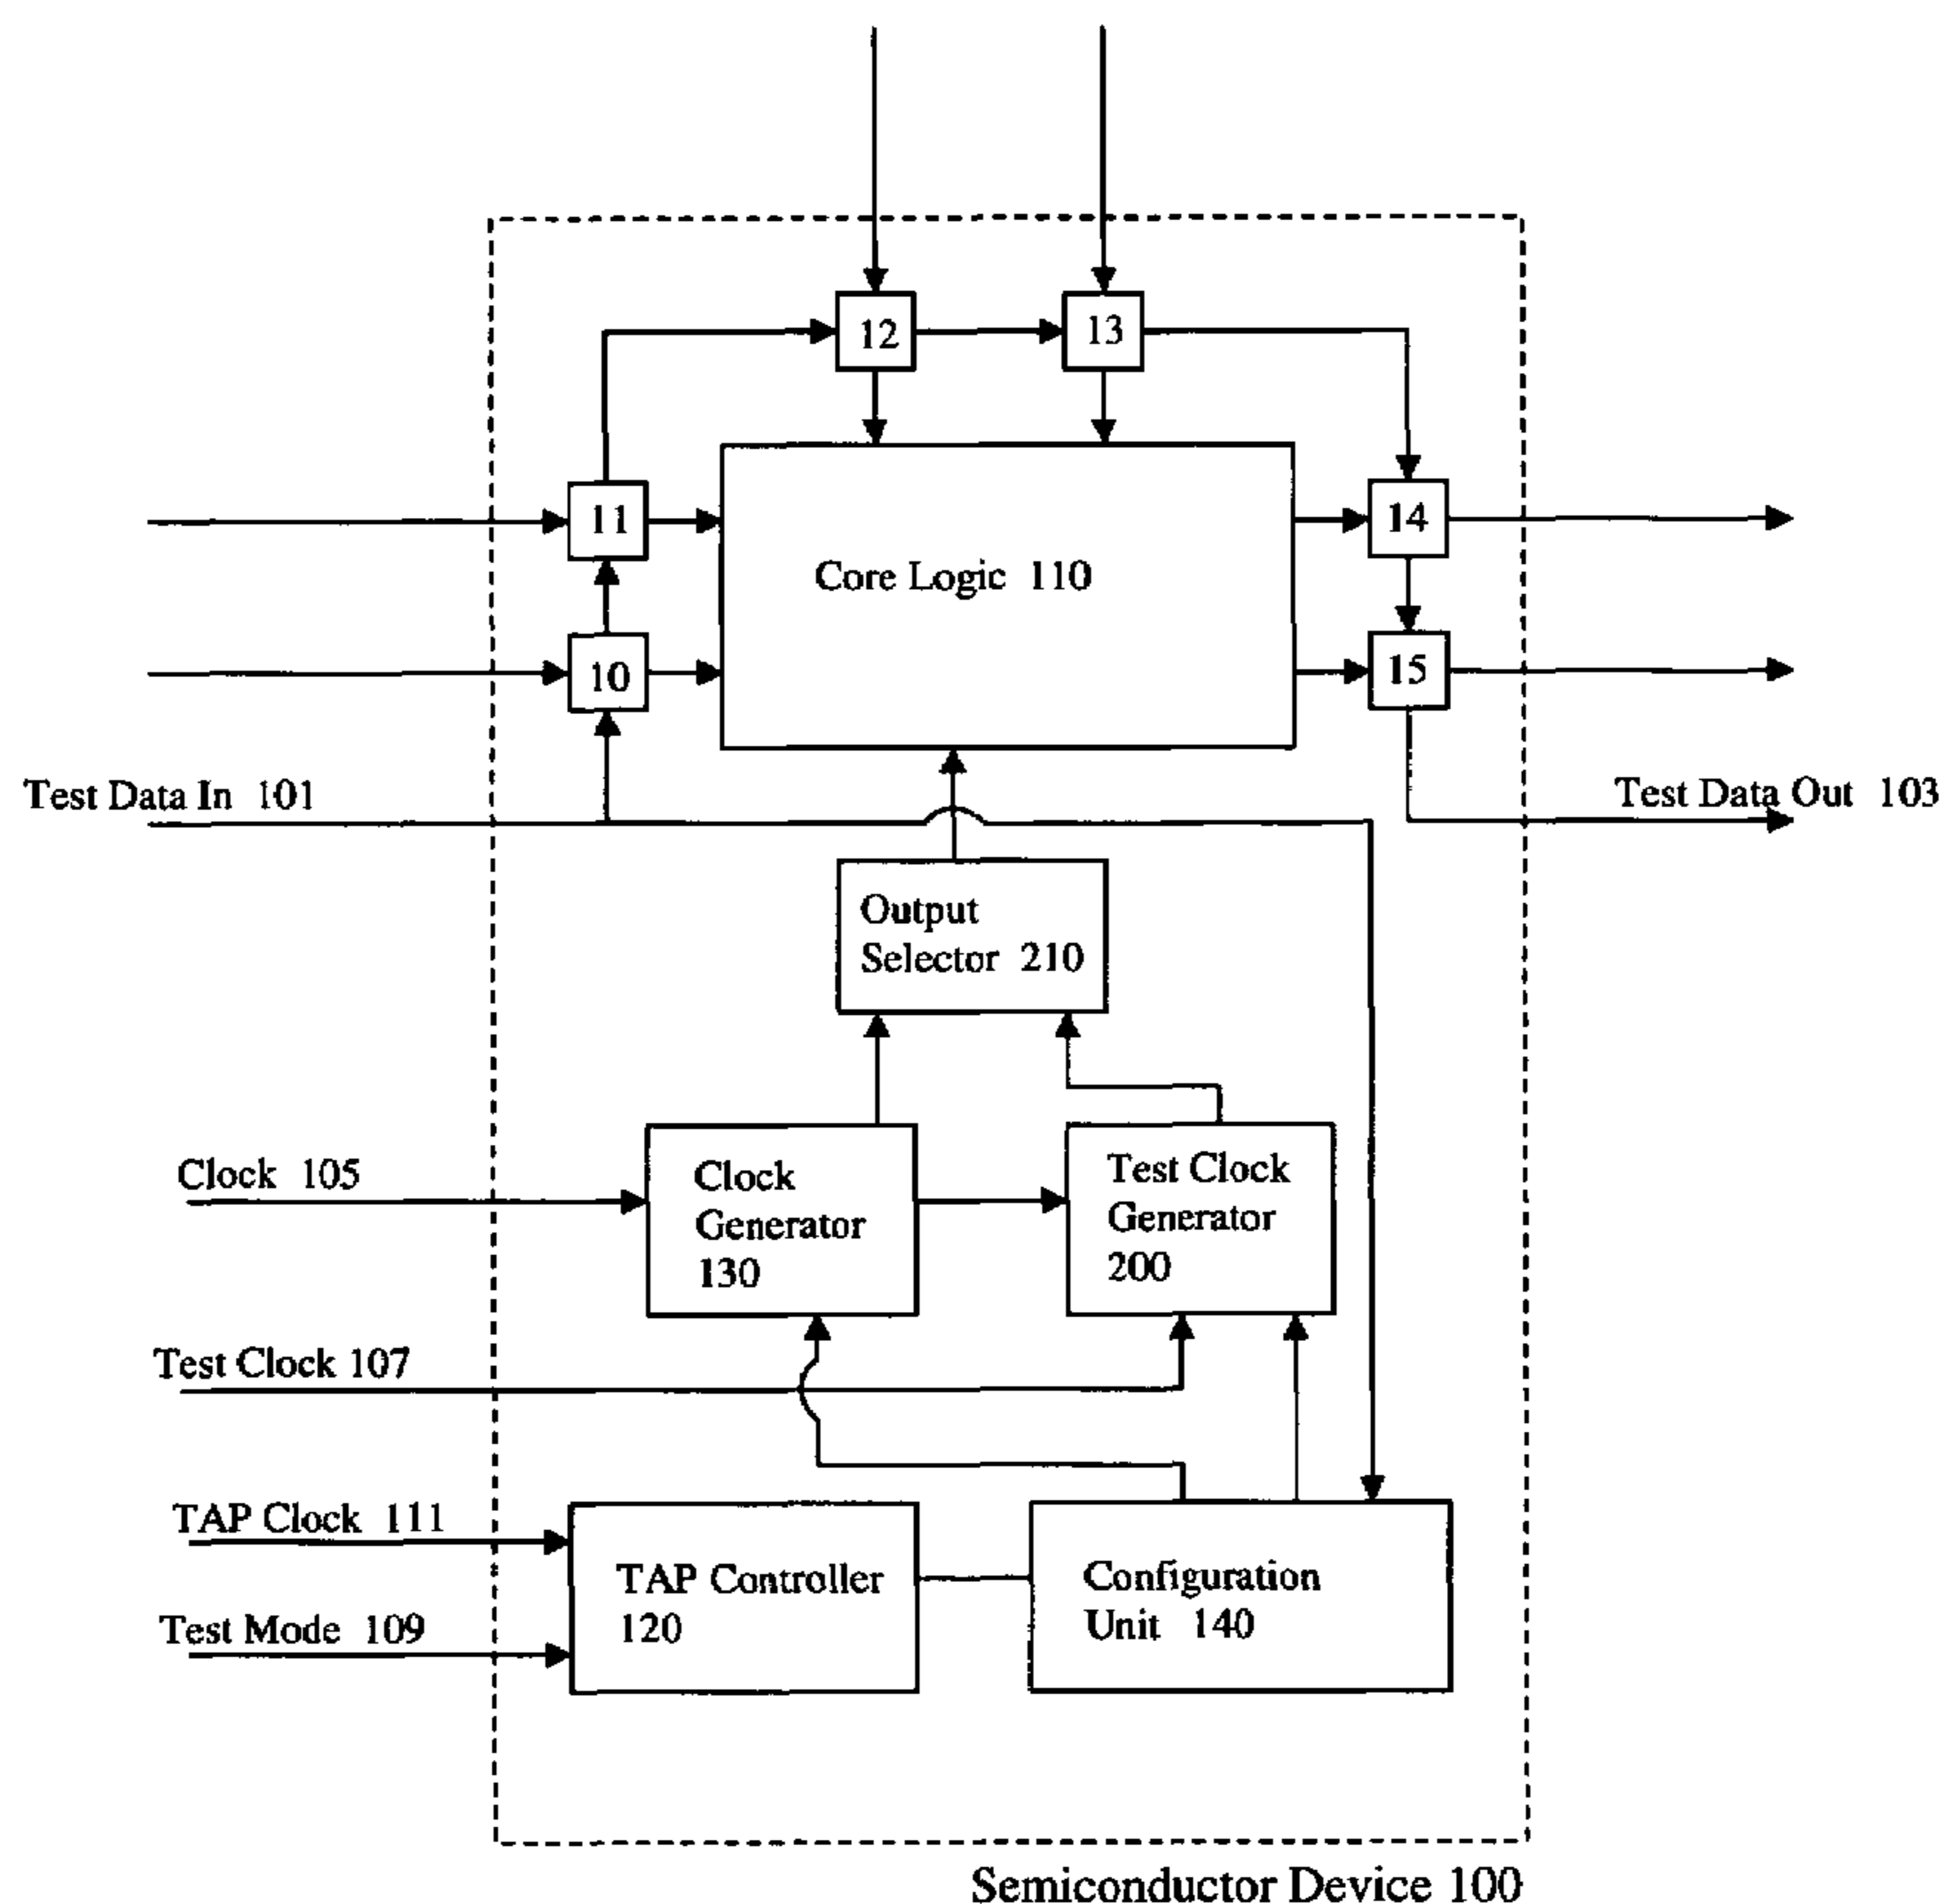 12
13
11
14
Core Logic 110
10
15
Test Data In 101
Test Data Out 103
Output
Selector 210
Clock 105
Clock
Generator
130
Test Clock
Generator
200
Test Clock 107
TAP Clock 111
TAP Controller
120
Configuration
Unit 140
Test Mode 109
Semiconductor Device 100